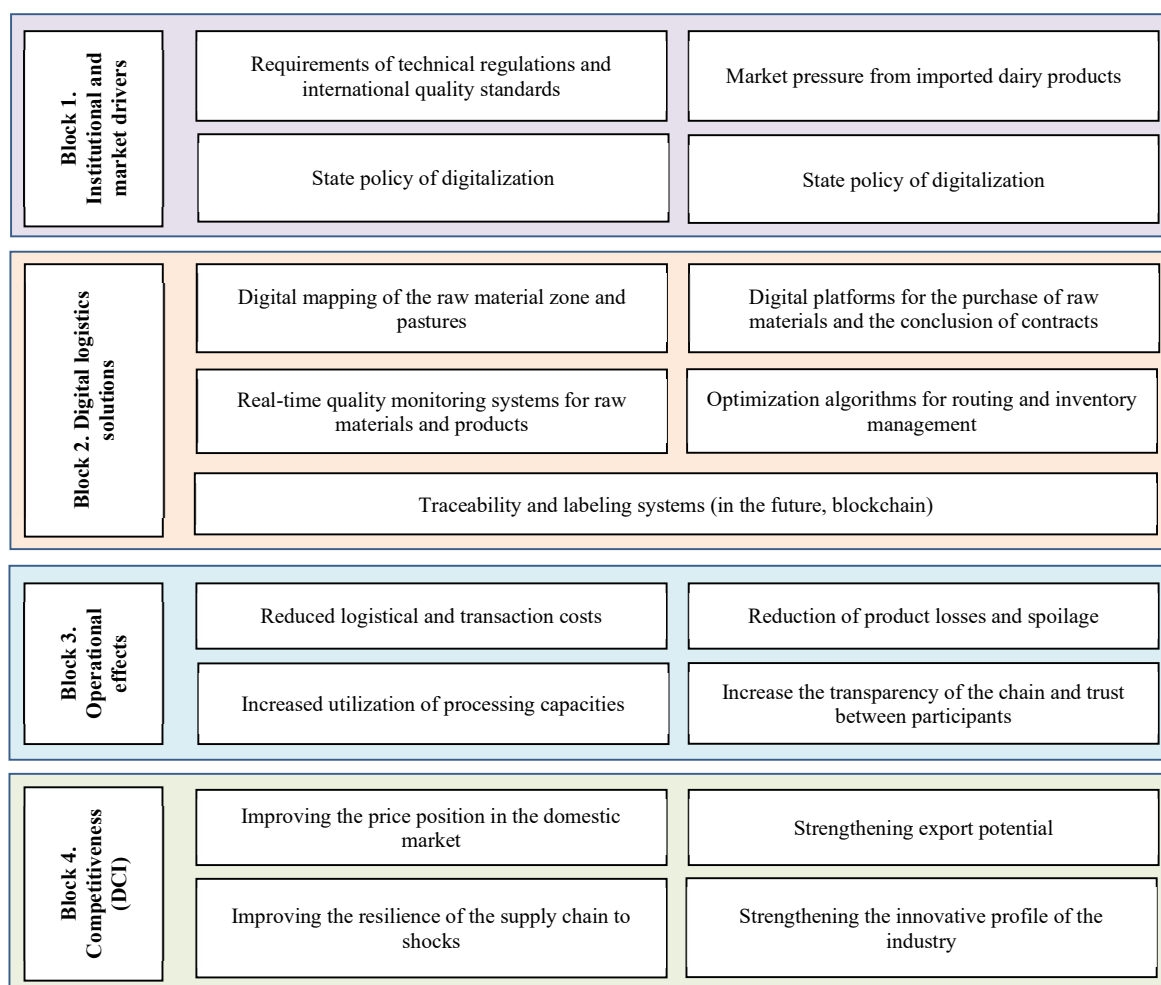 Block 1.
Institutional and
market drivers
Requirements of technical regulations and
international quality standards
Market pressure from imported dairy products
State policy of digitalization
State policy of digitalization
Block 2. Digital logistics
solutions
Digital mapping of the raw material zone and
pastures
Digital platforms for the purchase of raw
materials and the conclusion of contracts
Real-time quality monitoring systems for raw
materials and products
Optimization algorithms for routing and inventory
management
Traceability and labeling systems (in the future, blockchain)
Block 3.
Operational
effects
Reduced logistical and transaction costs
Reduction of product losses and spoilage
Increased utilization of processing capacities
Increase the transparency of the chain and trust
between participants
Block 4.
Competitiveness
(DCI)
Improving the price position in the domestic
market
Strengthening export potential
Improving the resilience of the supply chain to
shocks
Strengthening the innovative profile of the
industry